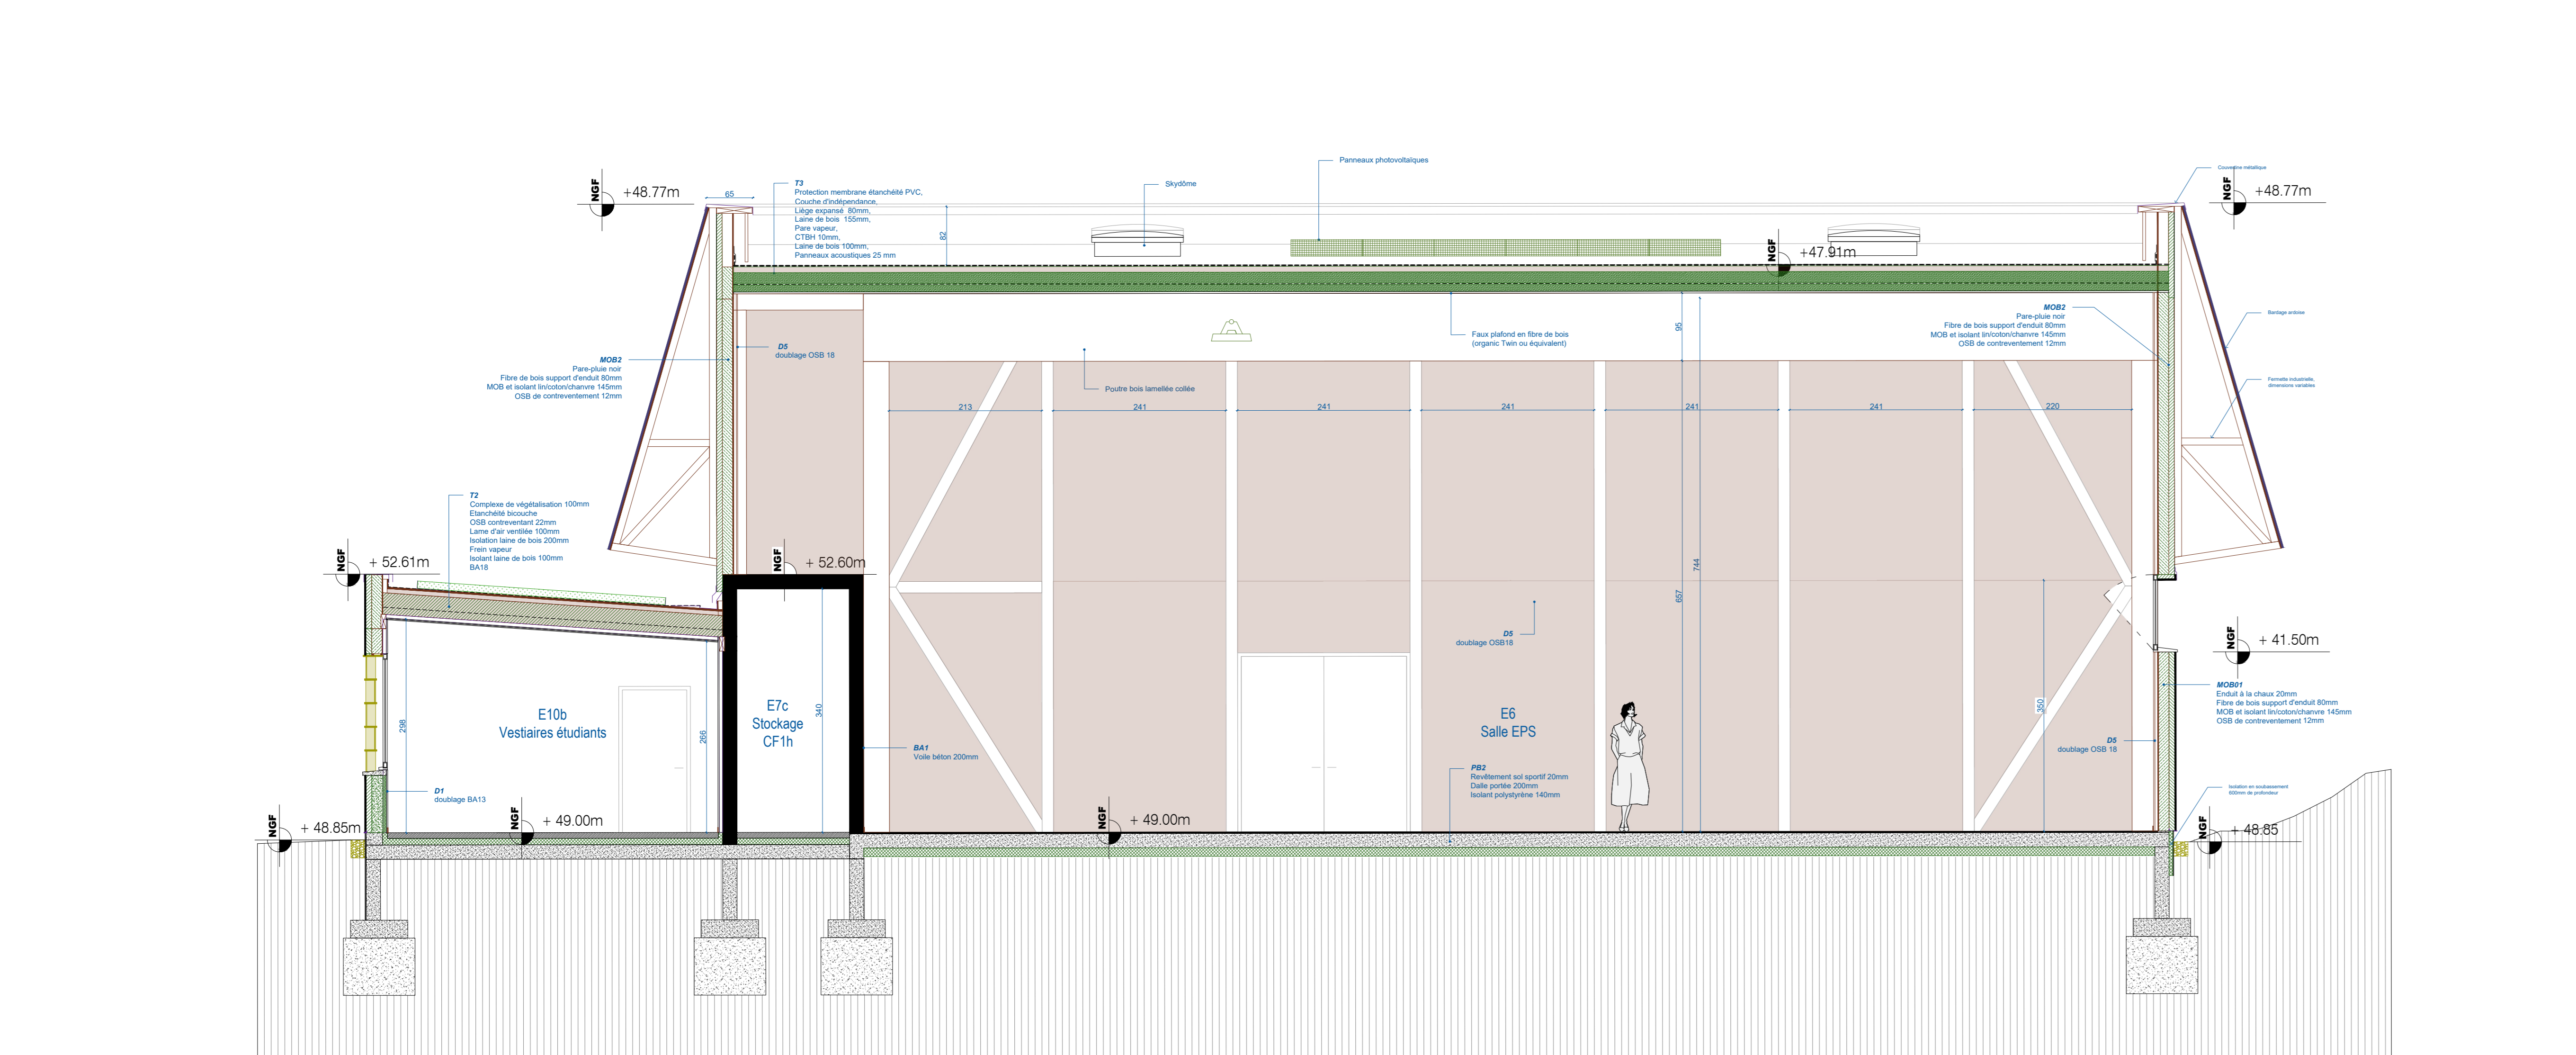 Panneaux photovoltaïques
Skydôme
Couvertine métallique
NGF
+48.77m
65
T3
Protection membrane étanchéité PVC,
Couche d'indépendance,
Liège expansé 80mm,
Laine de bois 155mm,
Pare vapeur,
CTBH 10mm,
Laine de bois 100mm,
Panneaux acoustiques 25 mm
82
NGF
+47.91m
NGF
+48.77m
MOB2
Pare-pluie noir
Fibre de bois support d'enduit 80mm
MOB et isolant lin/coton/chanvre 145mm
OSB de contreventement 12mm
Bardage ardoise
95
Faux plafond en fibre de bois
(organic Twin ou équivalent)
D5
doublage OSB 18
MOB2
Pare-pluie noir
Fibre de bois support d'enduit 80mm
MOB et isolant lin/coton/chanvre 145mm
OSB de contreventement 12mm
Poutre bois lamellée collée
Fermette industrielle,
dimensions variables
213
241
241
241
241
241
220
T2
Complexe de végétalisation 100mm
Etanchéité bicouche
OSB contreventant 22mm
Lame d'air ventilée 100mm
Isolation laine de bois 200mm
Frein vapeur
Isolant laine de bois 100mm
BA18
NGF
+ 52.61m
NGF
+ 52.60m
744
657
D5
doublage OSB18
NGF
+ 41.50m
MOB01
Enduit à la chaux 20mm
Fibre de bois support d'enduit 80mm
MOB et isolant lin/coton/chanvre 145mm
OSB de contreventement 12mm
298
E10b
Vestiaires étudiants
266
E7c
Stockage
CF1h
340
E6
Salle EPS
350
BA1
Voile béton 200mm
D5
doublage OSB 18
PB2
Revêtement sol sportif 20mm
Dalle portée 200mm
Isolant polystyrène 140mm
D1
doublage BA13
Isolation en soubassement
600mm de profondeur
NGF
+ 48.85m
NGF
+ 49.00m
NGF
+ 49.00m
NGF
+ 48.85